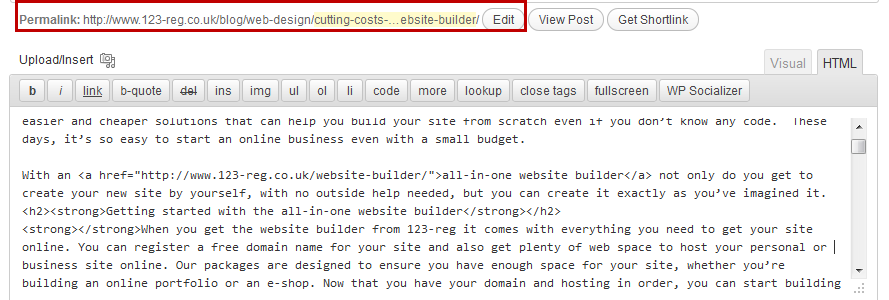 Permalink: http://www.123-reg.co.uk/blog/web-design/cutting-costs-…ebsite-builder/ Edit View Post Get Shortlink
Upload/Insert
Visual HTML
b i link b-quote del ins img ul ol li code more lookup close tags fullscreen WP Socializer
easier and cheaper solutions that can help you build your site from scratch even if you don’t know any code.  These
days, it’s so easy to start an online business even with a small budget.
With an <a href="http://www.123-reg.co.uk/website-builder/">all-in-one website builder</a> not only do you get to
create your new site by yourself, with no outside help needed, but you can create it exactly as you’ve imagined it.
<h2><strong>Getting started with the all-in-one website builder</strong></h2>
<strong></strong>When you get the website builder from 123-reg it comes with everything you need to get your site
online. You can register a free domain name for your site and also get plenty of web space to host your personal or
business site online. Our packages are designed to ensure you have enough space for your site, whether you’re
building an online portfolio or an e-shop. Now that you have your domain and hosting in order, you can start building